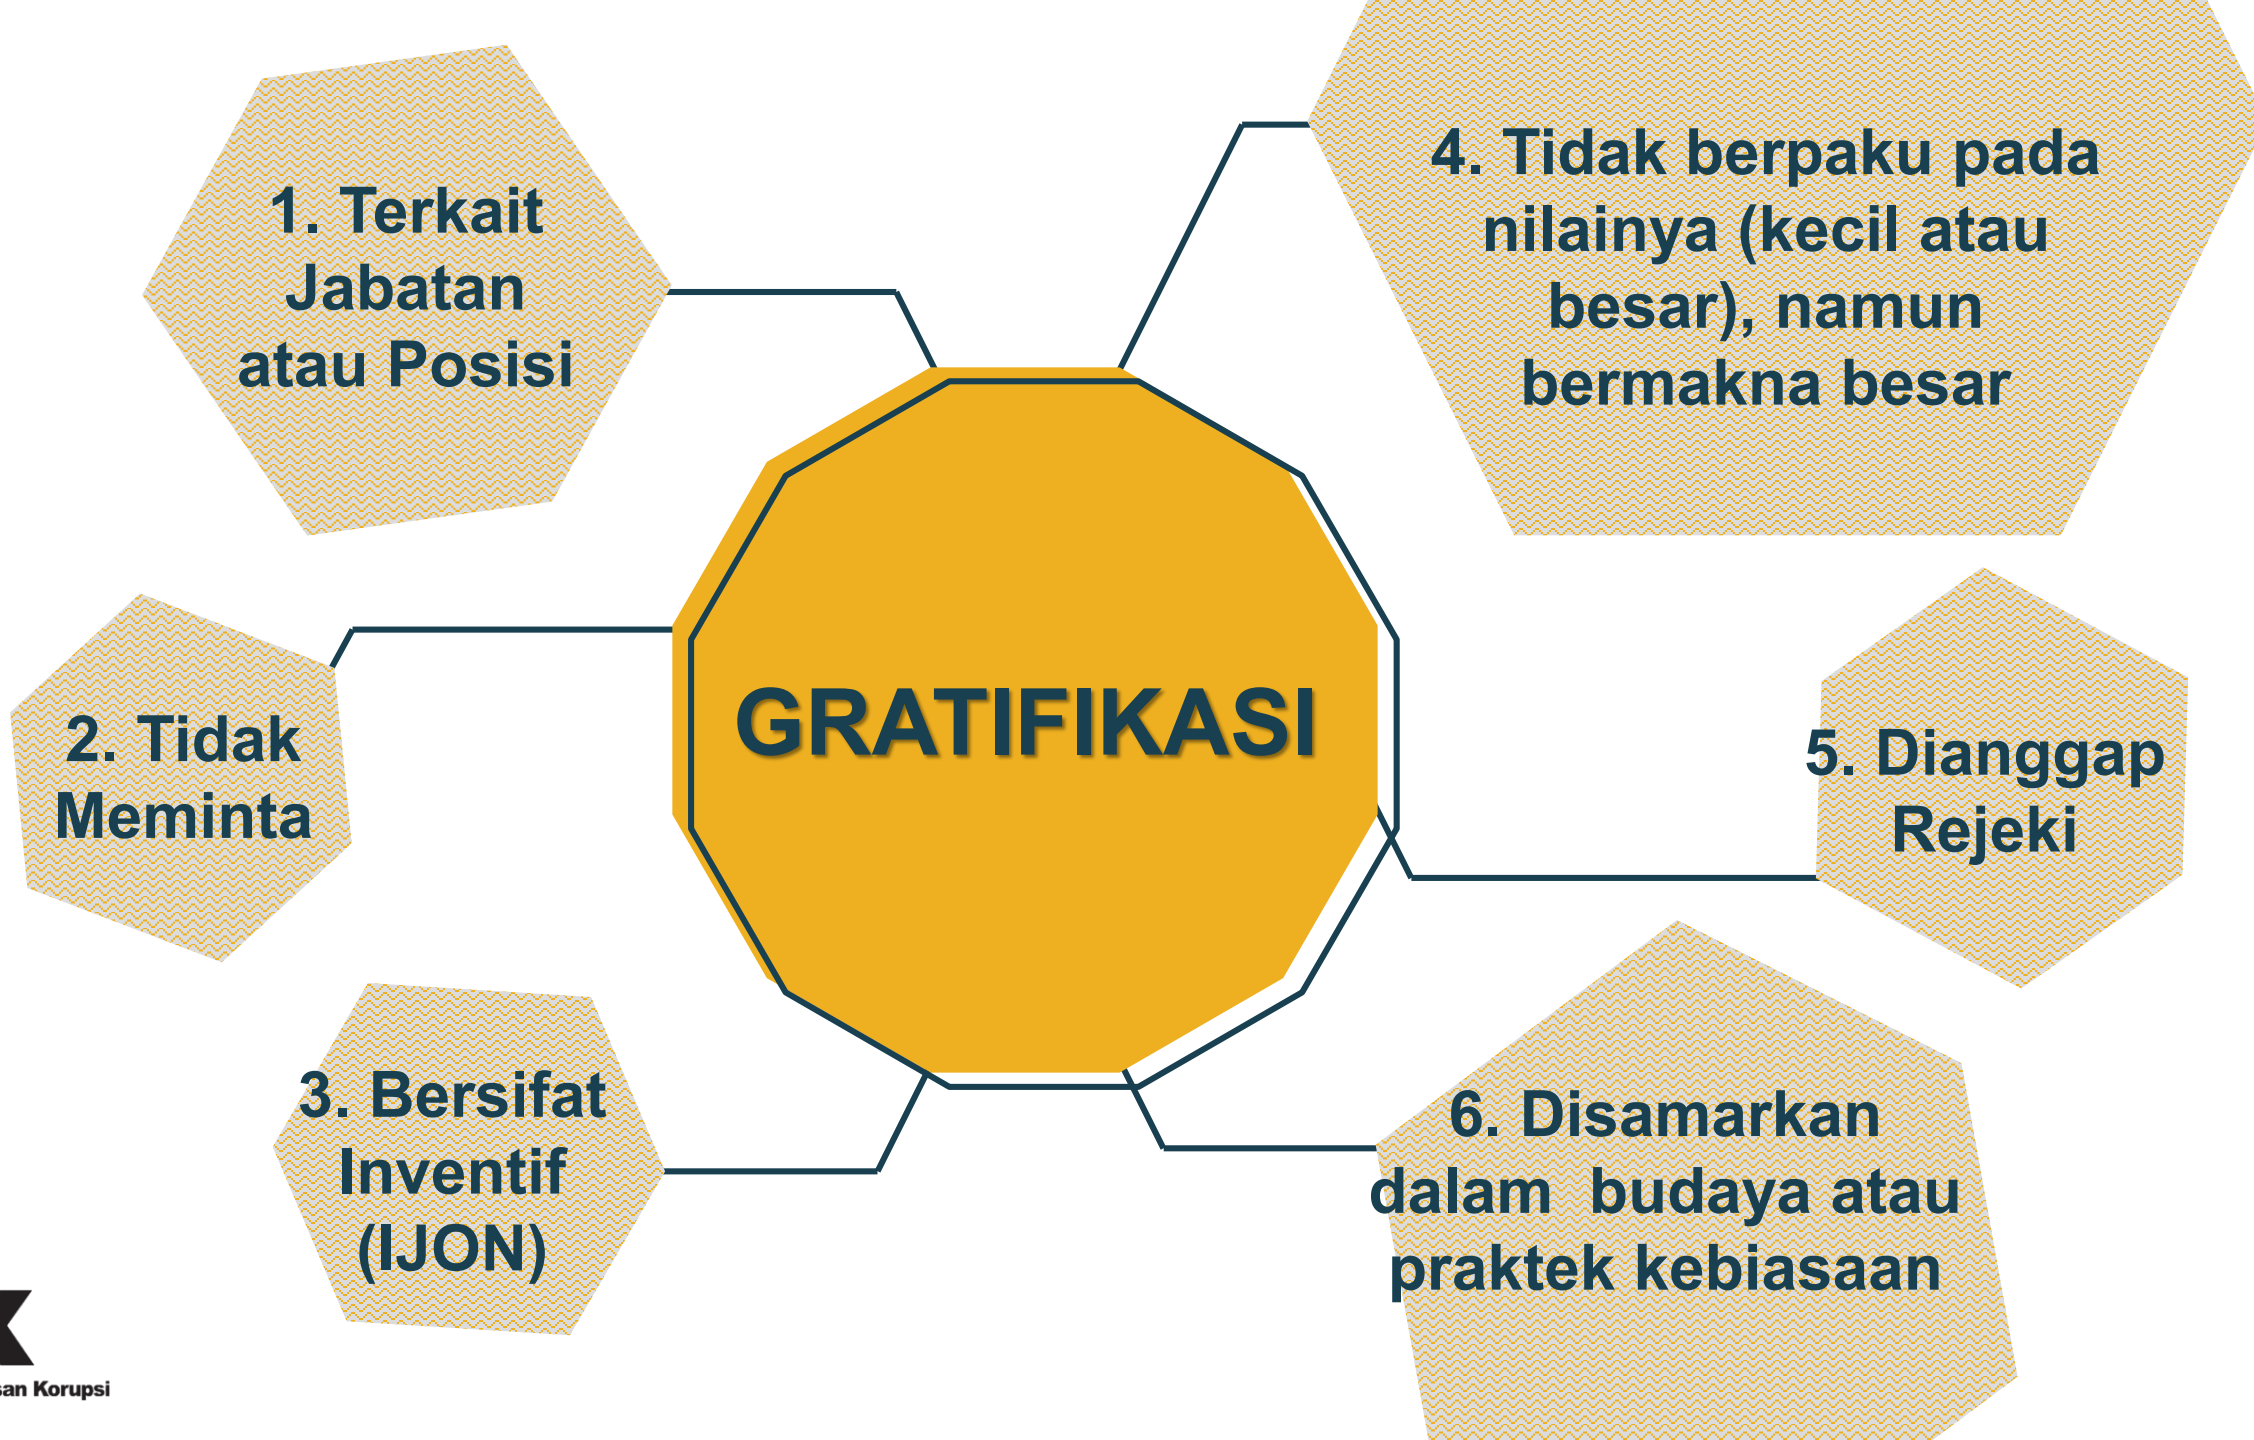 1. Terkait
Jabatan
atau Posisi
2. Tidak
Meminta
3. Bersifat
Inventif
(IJON)
GRATIFIKASI
4. Tidak berpaku pada
nilainya (kecil atau
besar), namun
bermakna besar
5. Dianggap
Rejeki
6. Disamarkan
dalam  budaya atau
praktek kebiasaan
Korupsi